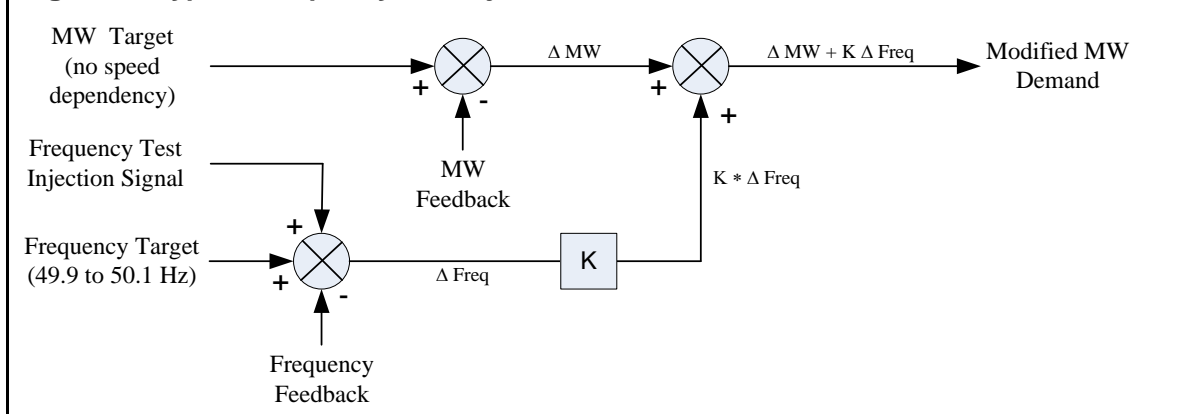 MW Target
(no speed
dependency)
+
-
Δ MW
+
Δ MW + K Δ Freq
Modified MW
Demand
+
MW
Feedback
K * Δ Freq
Frequency Test
Injection Signal
+
Frequency Target
(49.9 to 50.1 Hz)
+
-
Δ Freq
K
Frequency
Feedback